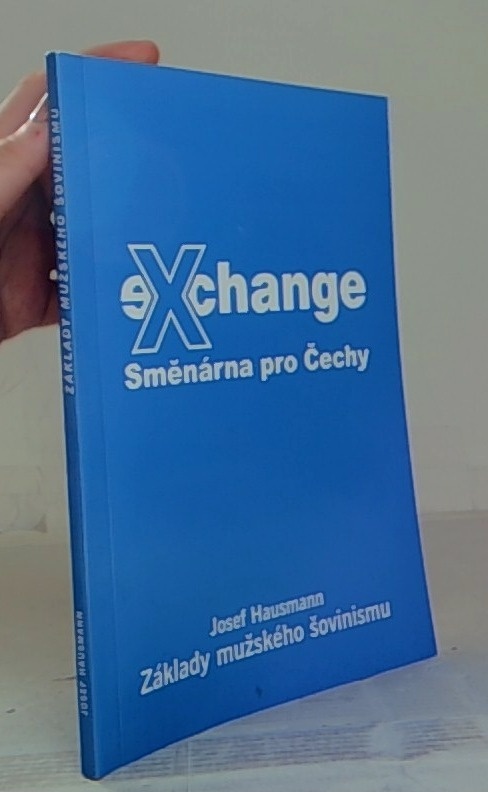 eXchange
Směnárna pro Čechy
Josef Hausmann
Základy mužského šovinismu
ZÁKLADY MUŽSKÉHO ŠOVINISMU
JOSEF HAUSMANN